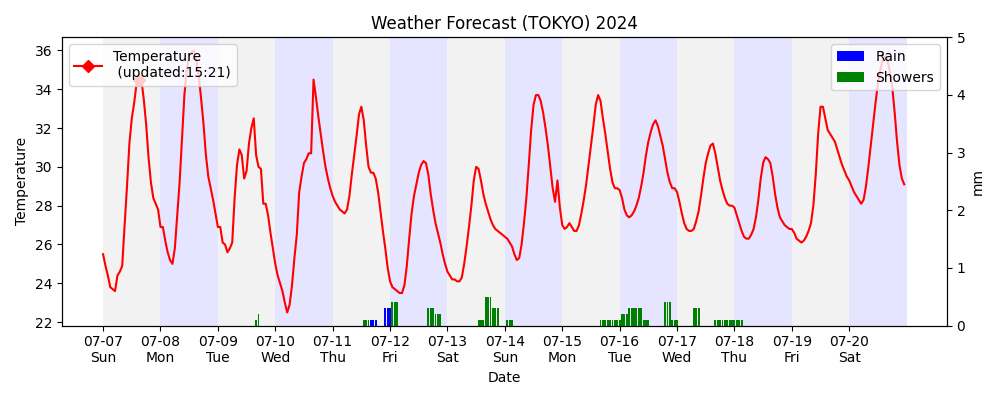 Weather Forecast (TOKYO) 2024
Temperature
(updated:15:21)
Rain
Showers
Temperature
36
34
32
30
28
26
24
22
5
4
3
2
1
0
mm
07-07 07-08 07-09 07-10 07-11 07-12 07-13 07-14 07-15 07-16 07-17 07-18 07-19 07-20
Sun Mon Tue Wed Thu Fri Sat Sun Mon Tue Wed Thu Fri Sat
Date